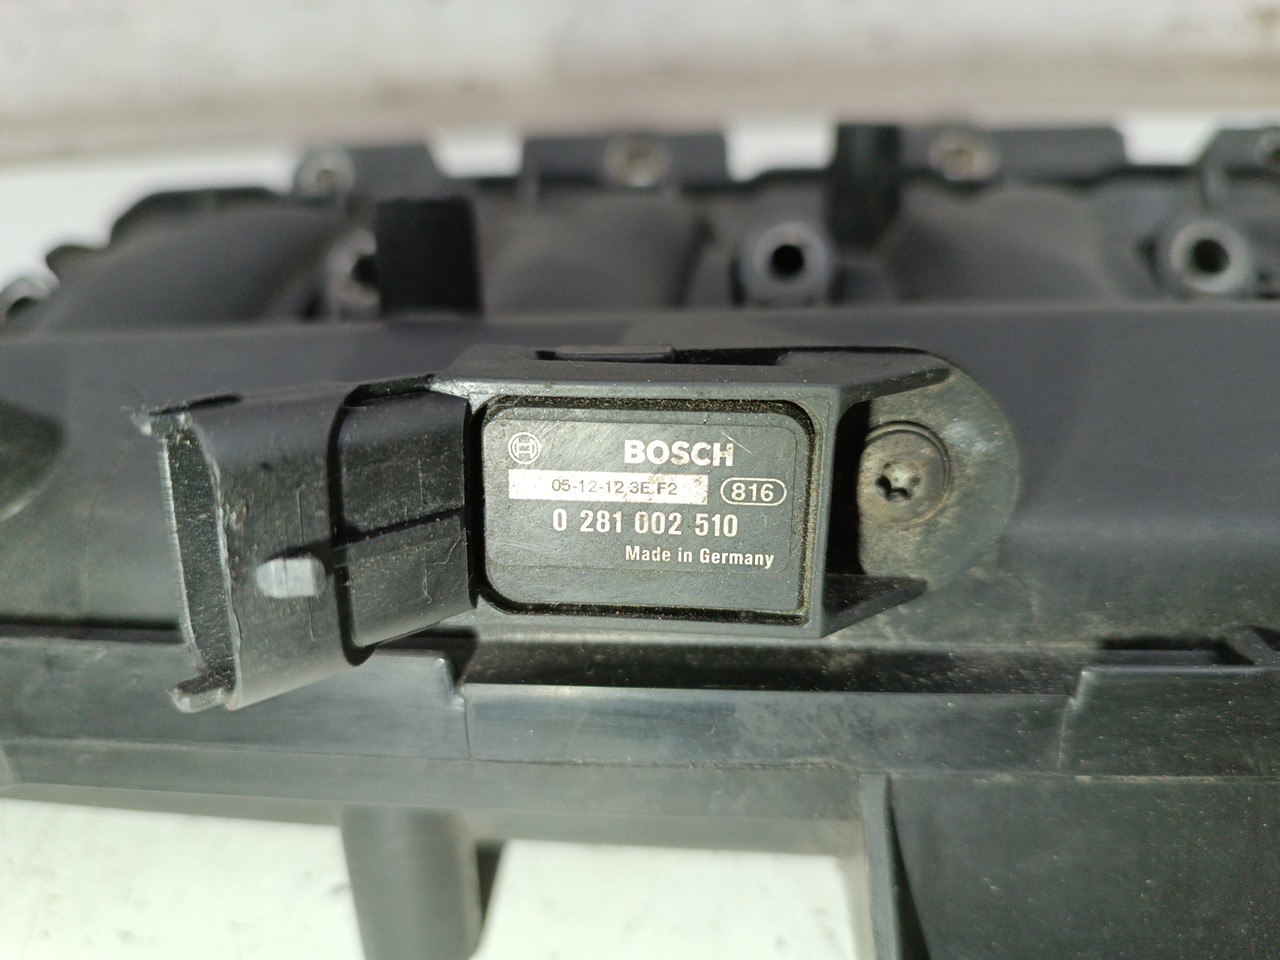 BOSCH
05-12-12 3E F2 816
0 281 002 510
Made in Germany